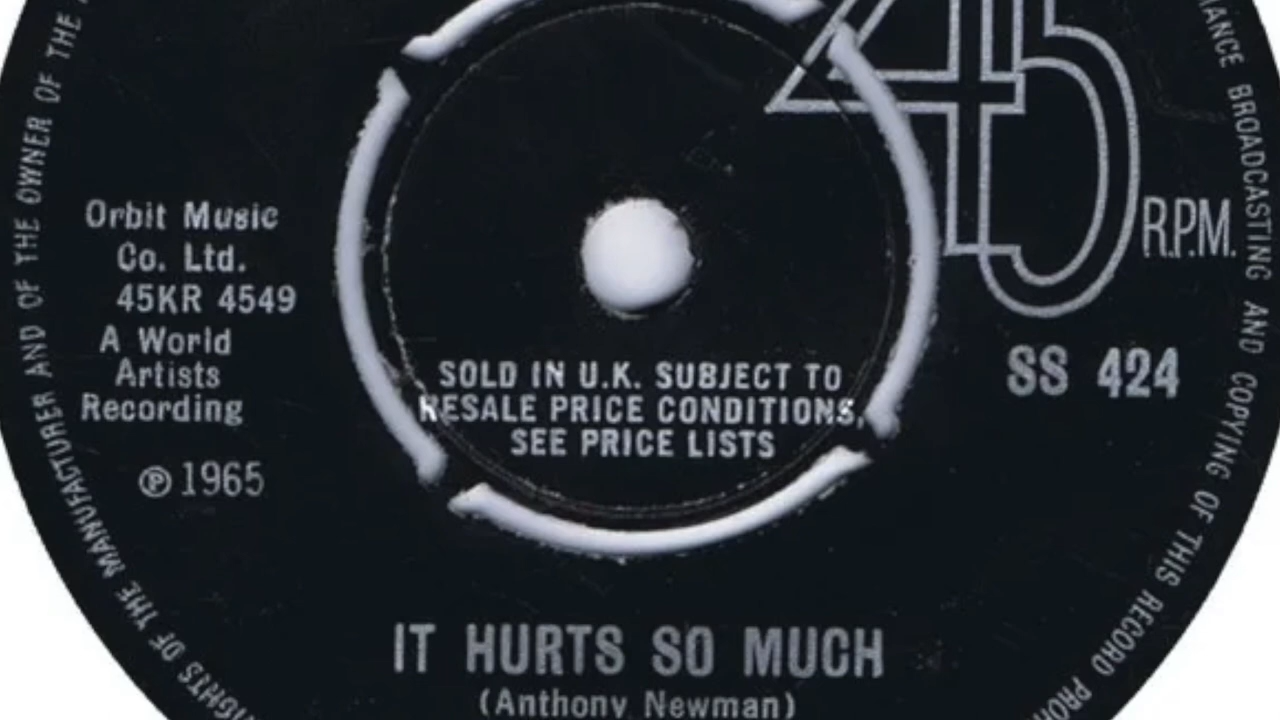 45
R.P.M.
Orbit Music
Co. Ltd.
45KR 4549
A World
Artists
Recording
℗ 1965
SOLD IN U.K. SUBJECT TO
RESALE PRICE CONDITIONS,
SEE PRICE LISTS
SS 424
IT HURTS SO MUCH
(Anthony Newman)
OF THE MANUFACTURER AND OF THE OWNER OF THE
BROADCASTING AND COPYING OF THIS RECORD